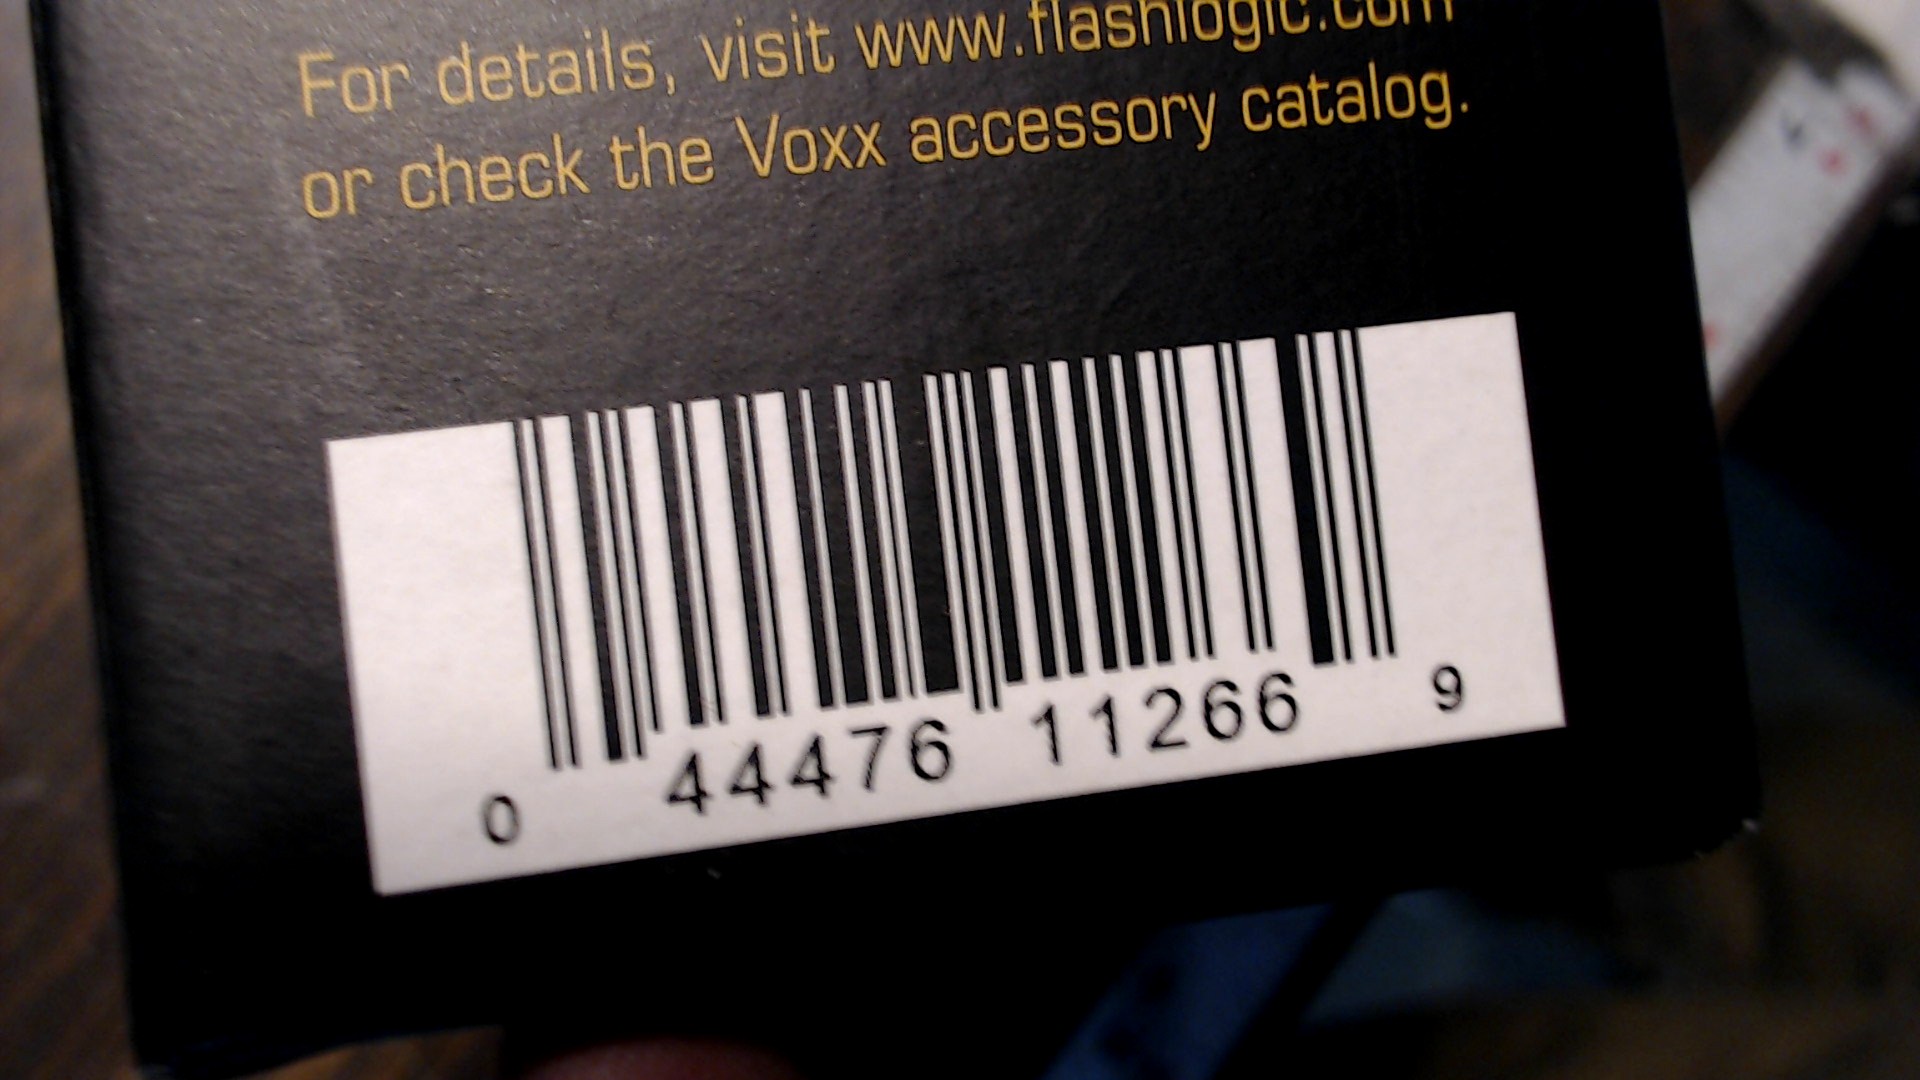 For details, visit www.flashlogic.com
or check the Voxx accessory catalog.
0 44476 11266 9